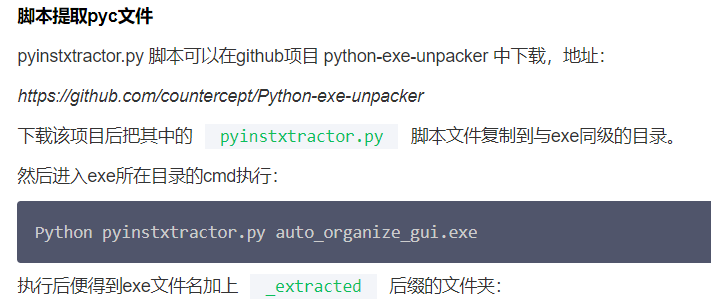 脚本提取pyc文件
pyinstxtractor.py 脚本可以在github项目 python-exe-unpacker 中下载，地址：
https://github.com/countercept/Python-exe-unpacker
下载该项目后把其中的 pyinstxtractor.py 脚本文件复制到与exe同级的目录。
然后进入exe所在目录的cmd执行：
Python pyinstxtractor.py auto_organize_gui.exe
执行后便得到exe文件名加上 _extracted 后缀的文件夹：